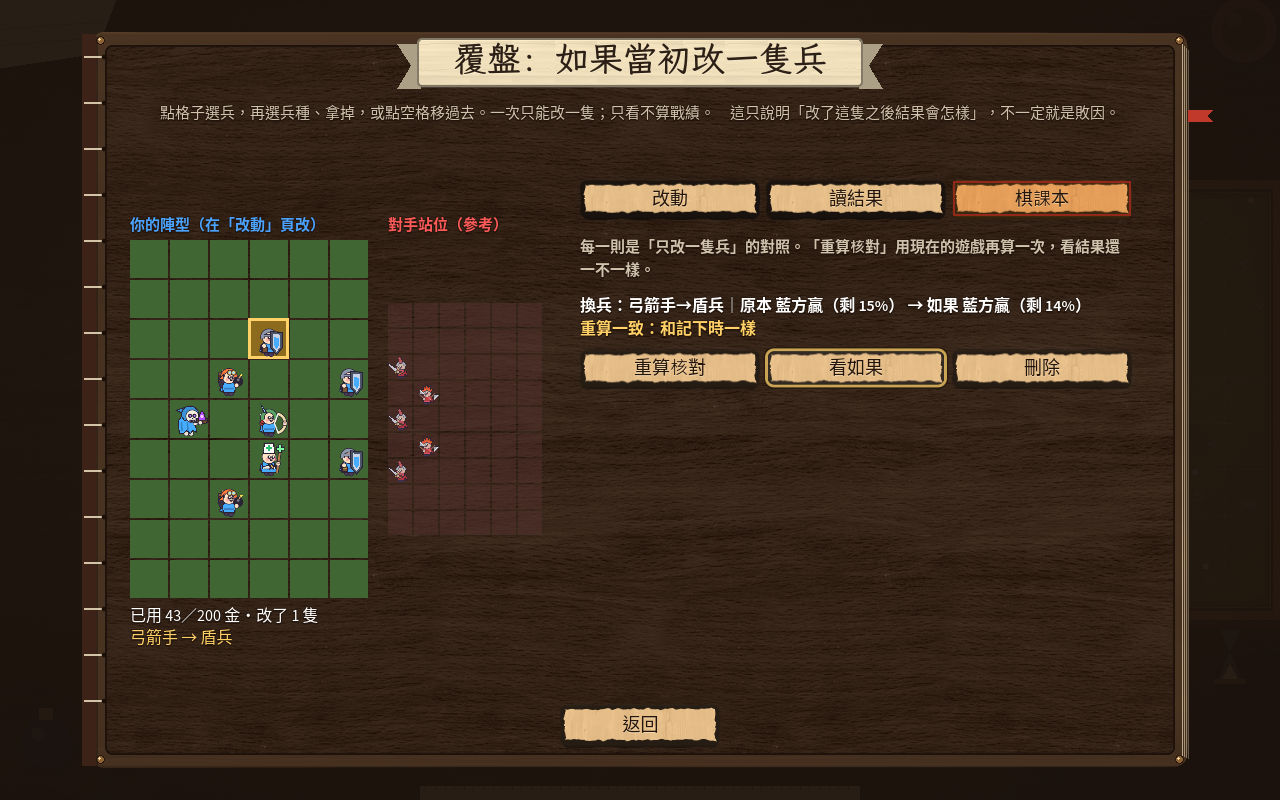 覆盤：如果當初改一隻兵
點格子選兵，再選兵種、拿掉，或點空格移過去。一次只能改一隻；只看不算戰績。　這只說明「改了這隻之後結果會怎樣」，不一定就是敗因。
改動
讀結果
棋課本
你的陣型（在「改動」頁改）
對手站位（參考）
每一則是「只改一隻兵」的對照。「重算核對」用現在的遊戲再算一次，看結果還
一不一樣。
換兵：弓箭手→盾兵｜原本 藍方贏（剩 15%） → 如果 藍方贏（剩 14%）
重算一致：和記下時一樣
重算核對
看如果
刪除
已用 43／200 金・改了 1 隻
弓箭手 → 盾兵
返回